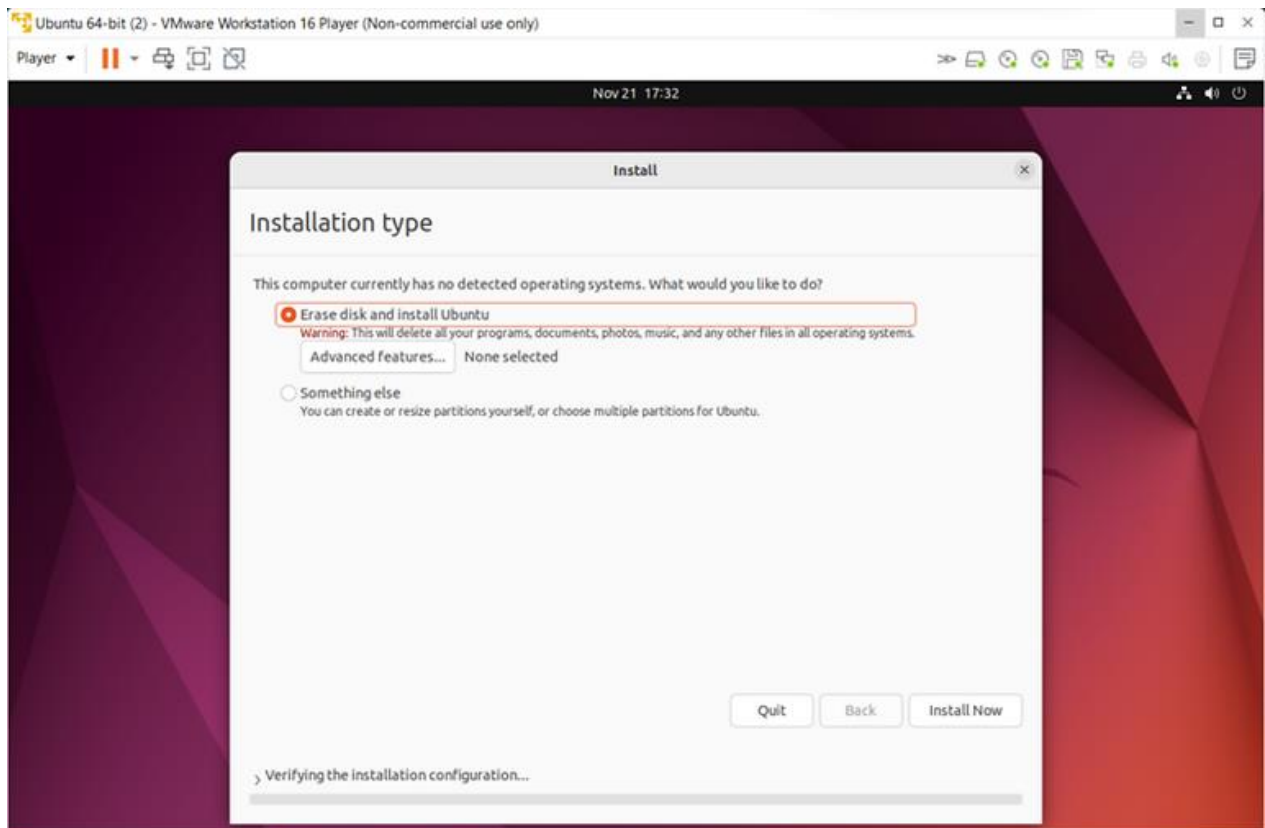 Ubuntu 64-bit (2) - VMware Workstation 16 Player (Non-commercial use only)
Player
Nov 21 17:32
Install
Installation type
This computer currently has no detected operating systems. What would you like to do?
Erase disk and install Ubuntu
Warning: This will delete all your programs, documents, photos, music, and any other files in all operating systems.
Advanced features... None selected
Something else
You can create or resize partitions yourself, or choose multiple partitions for Ubuntu.
Quit Back Install Now
Verifying the installation configuration...